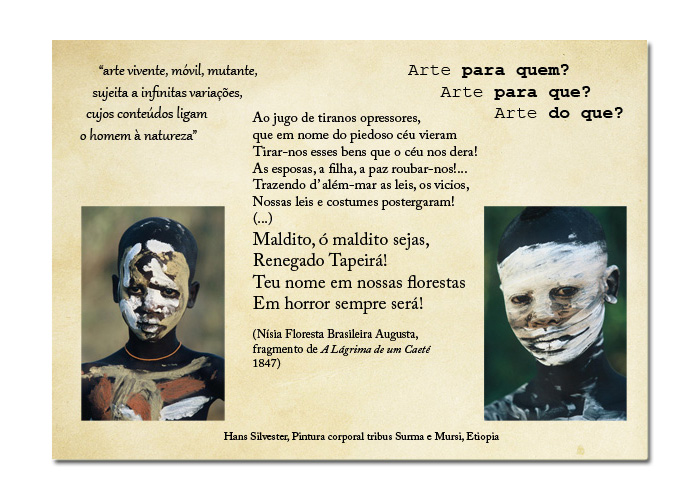 “arte vivente, móvil, mutante,
sujeita a infinitas variações,
cujos conteúdos ligam
o homem à natureza”
Arte para quem?
Arte para que?
Arte do que?
Ao jugo de tiranos opressores,
que em nome do piedoso céu vieram
Tirar-nos esses bens que o céu nos dera!
As esposas, a filha, a paz roubar-nos!...
Trazendo d’além-mar as leis, os vicios,
Nossas leis e costumes postergaram!
(...)
Maldito, ó maldito sejas,
Renegado Tapeirá!
Teu nome em nossas florestas
Em horror sempre será!
(Nísia Floresta Brasileira Augusta,
fragmento de A Lágrima de um Caeté
1847)
Hans Silvester, Pintura corporal tribus Surma e Mursi, Etiopia